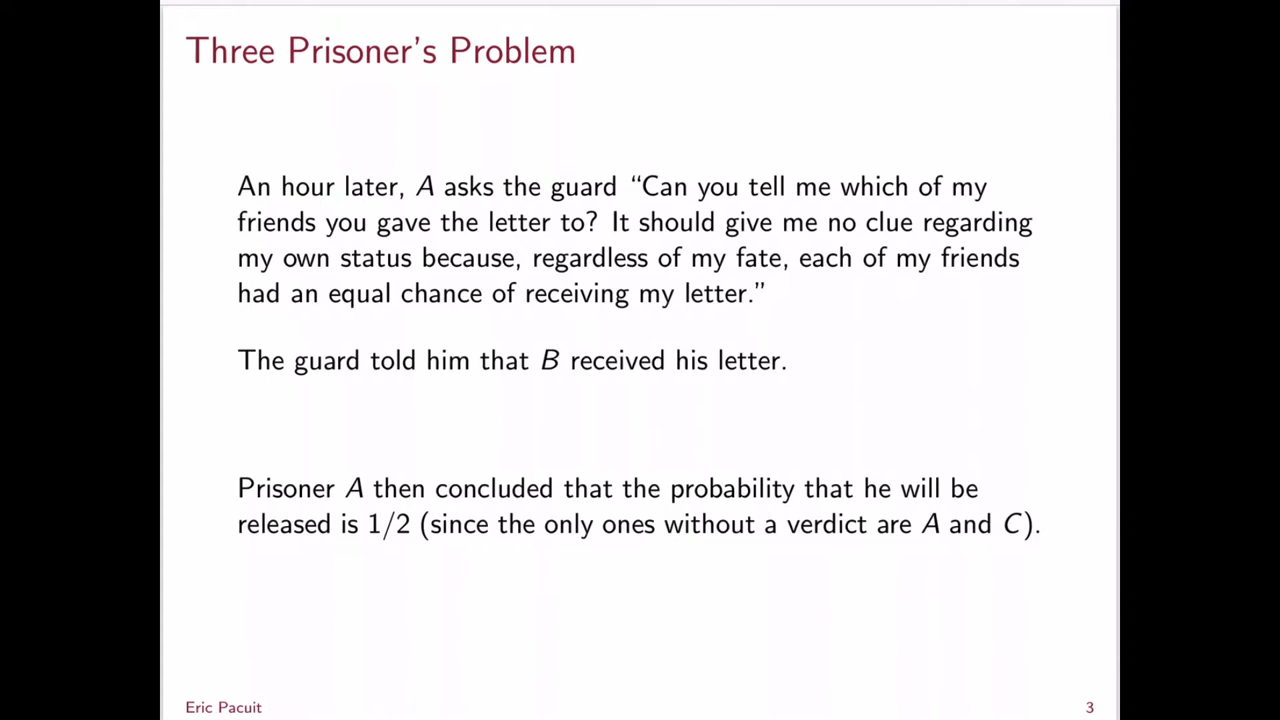 Three Prisoner's Problem
An hour later, A asks the guard “Can you tell me which of my
friends you gave the letter to? It should give me no clue regarding
my own status because, regardless of my fate, each of my friends
had an equal chance of receiving my letter.”
The guard told him that B received his letter.
Prisoner A then concluded that the probability that he will be
released is 1/2 (since the only ones without a verdict are A and C).
Eric Pacuit
3